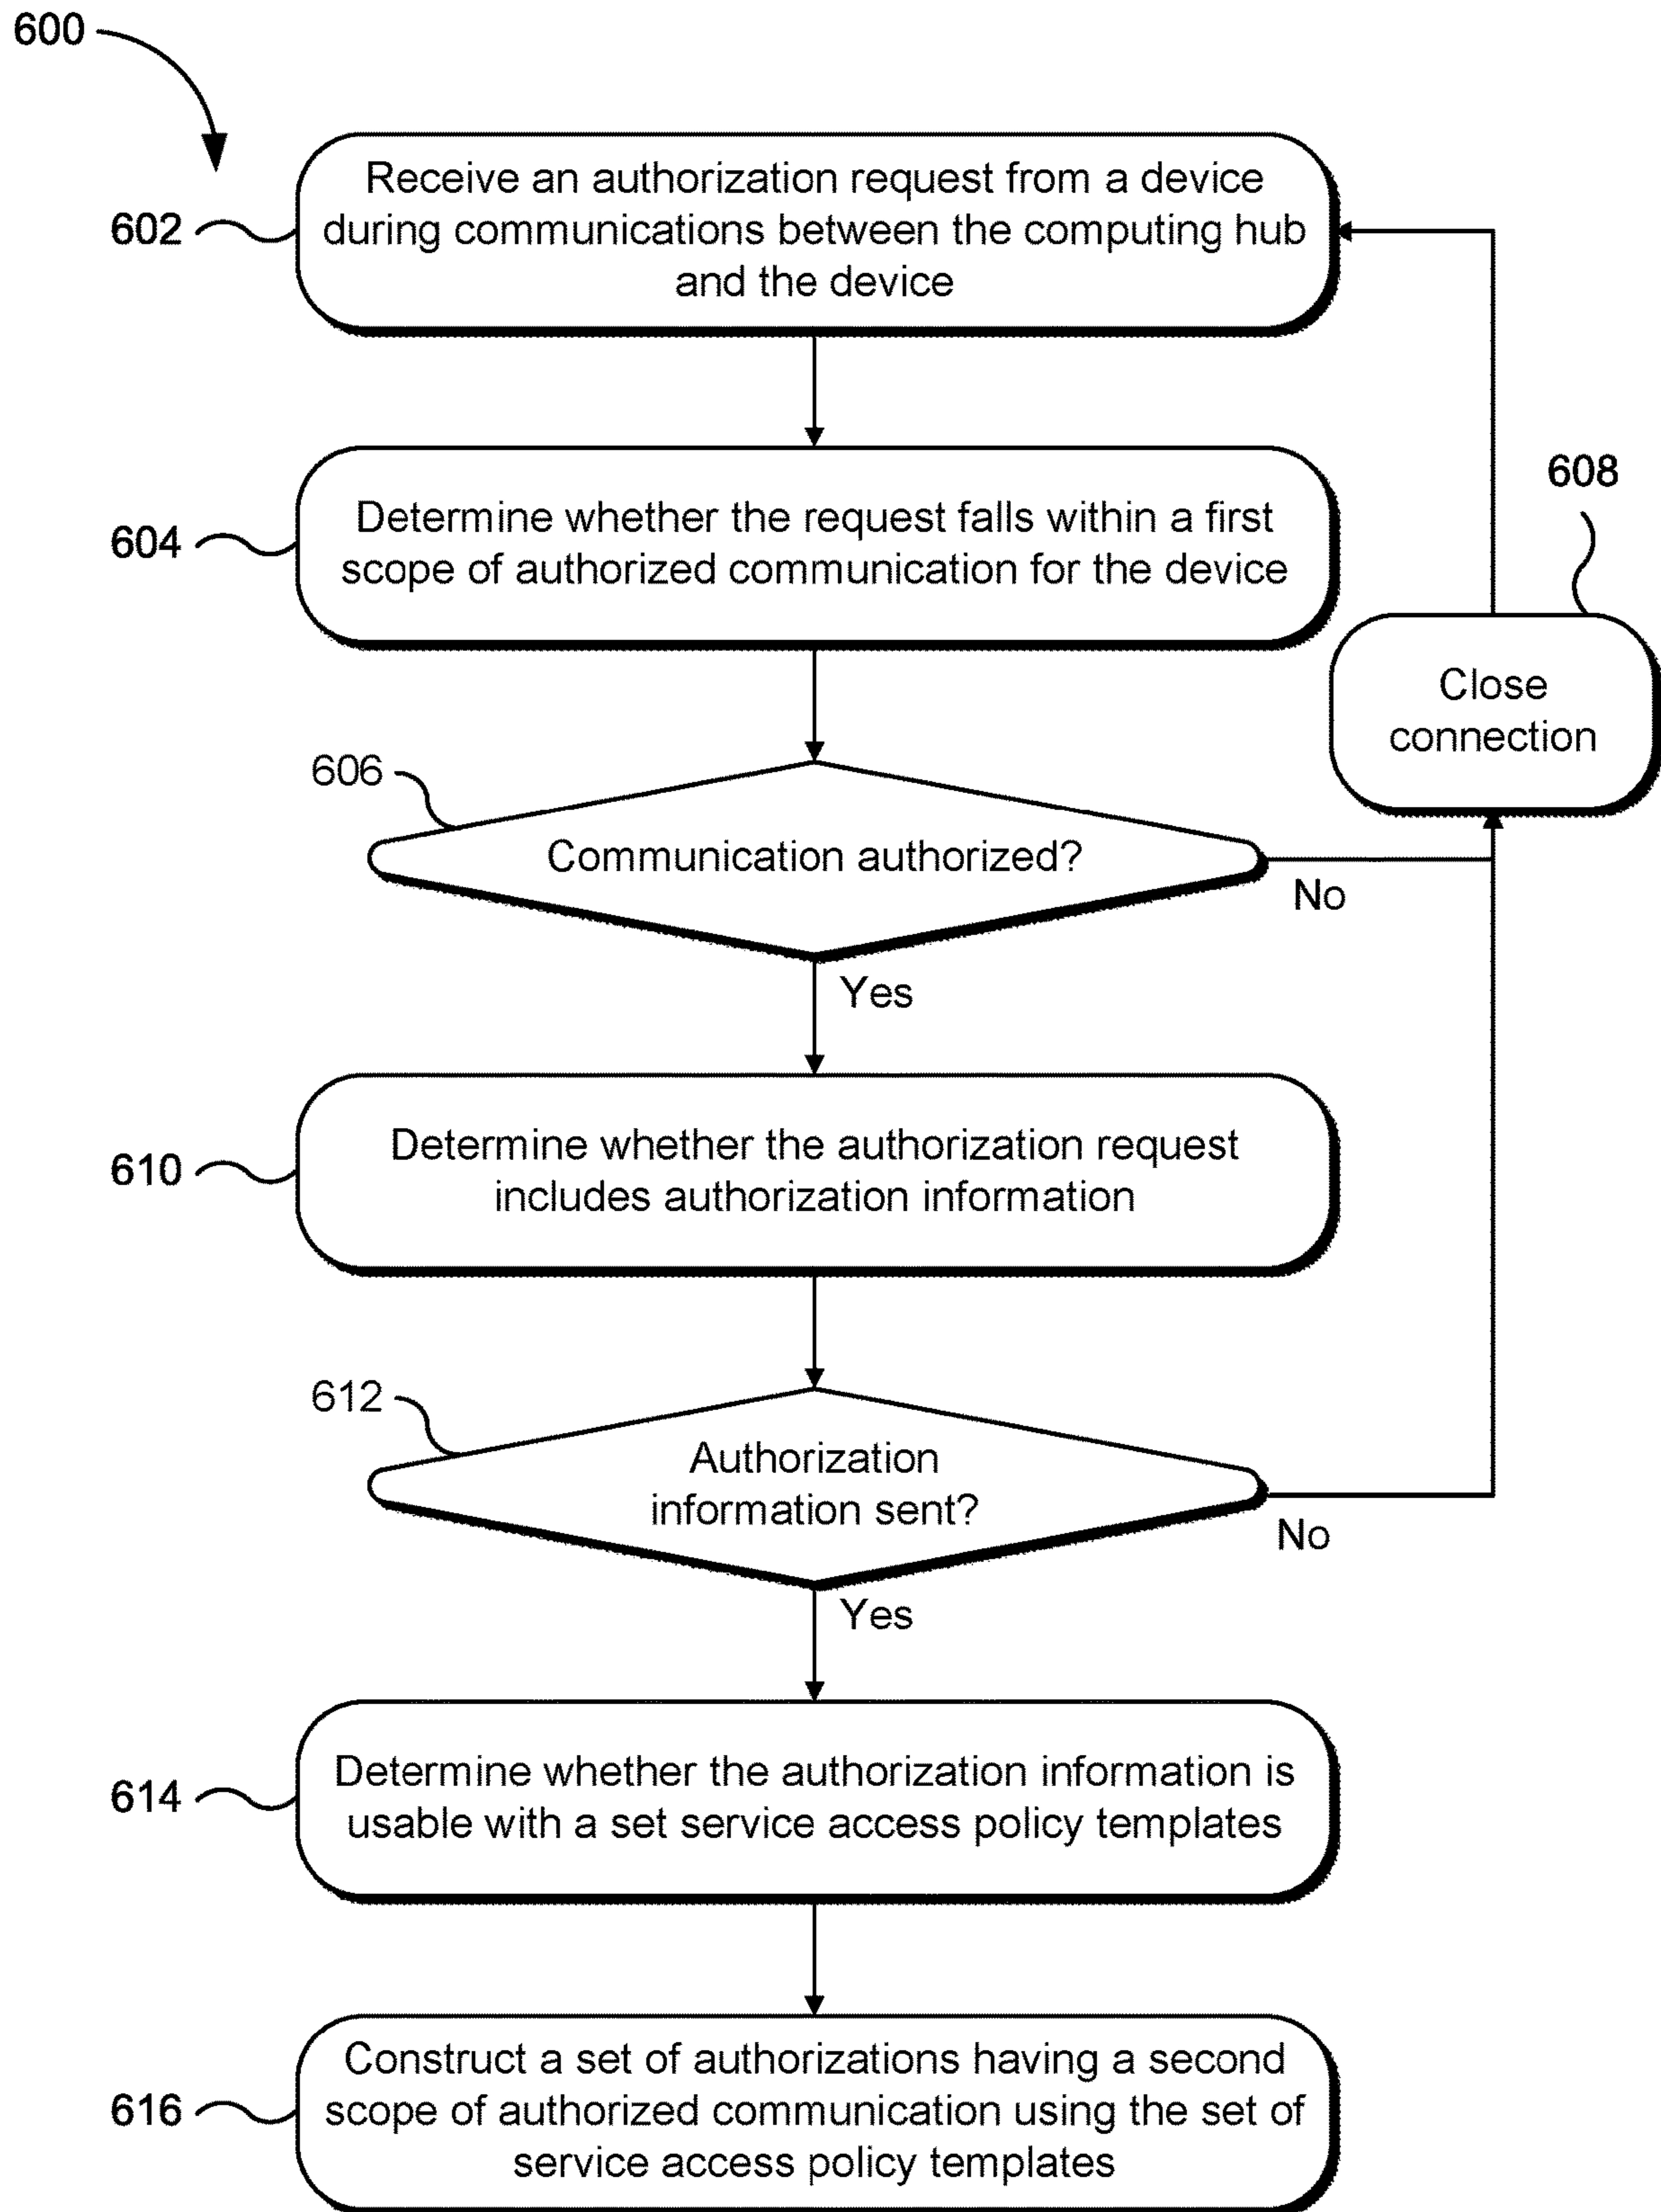 600
602
Receive an authorization request from a device
during communications between the computing hub
and the device
604
Determine whether the request falls within a first
scope of authorized communication for the device
608
Close
connection
606
Communication authorized?
No
Yes
610
Determine whether the authorization request
includes authorization information
612
Authorization
information sent?
No
Yes
614
Determine whether the authorization information is
usable with a set service access policy templates
616
Construct a set of authorizations having a second
scope of authorized communication using the set of
service access policy templates